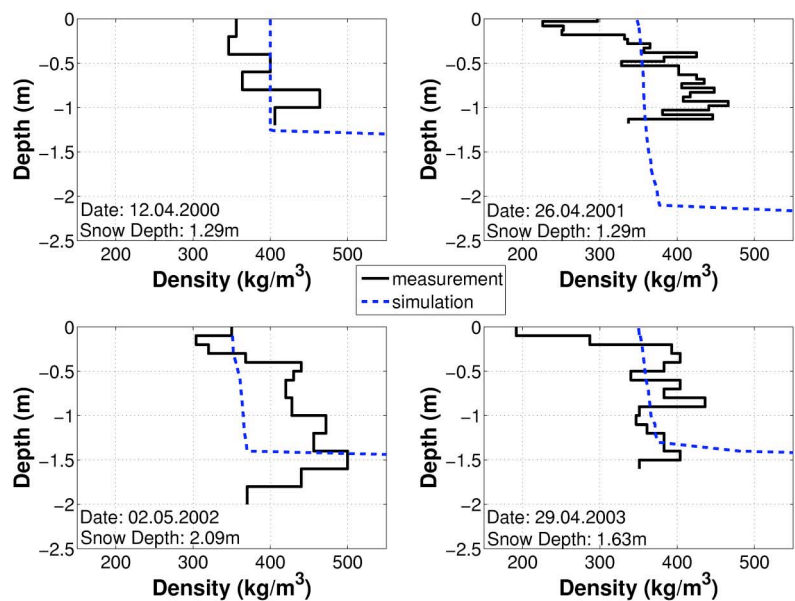 0
−0.5
−1
−1.5
−2
−2.5
Depth (m)
200 300 400 500
Density (kg/m³)
Date: 12.04.2000
Snow Depth: 1.29m
0
−0.5
−1
−1.5
−2
−2.5
Depth (m)
200 300 400 500
Density (kg/m³)
Date: 26.04.2001
Snow Depth: 1.29m
measurement
simulation
0
−0.5
−1
−1.5
−2
−2.5
Depth (m)
200 300 400 500
Density (kg/m³)
Date: 02.05.2002
Snow Depth: 2.09m
0
−0.5
−1
−1.5
−2
−2.5
Depth (m)
200 300 400 500
Density (kg/m³)
Date: 29.04.2003
Snow Depth: 1.63m